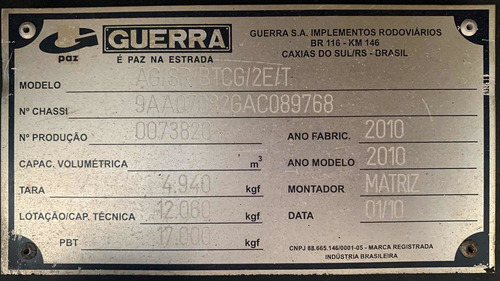 paz
GUERRA
É PAZ NA ESTRADA
GUERRA S.A. IMPLEMENTOS RODOVIÁRIOS
BR 116 - KM 146
CAXIAS DO SUL/RS - BRASIL
MODELO
Nº CHASSI
Nº PRODUÇÃO
ANO FABRIC. 2010
CAPAC. VOLUMÉTRICA m³
ANO MODELO 2010
TARA 4.940 kgf
MONTADOR MATRIZ
LOTAÇÃO/CAP. TÉCNICA 12.060 kgf
DATA 01/10
PBT 17.000 kgf
CNPJ 88.665.146/0001-05 - MARCA REGISTRADA
INDÚSTRIA BRASILEIRA